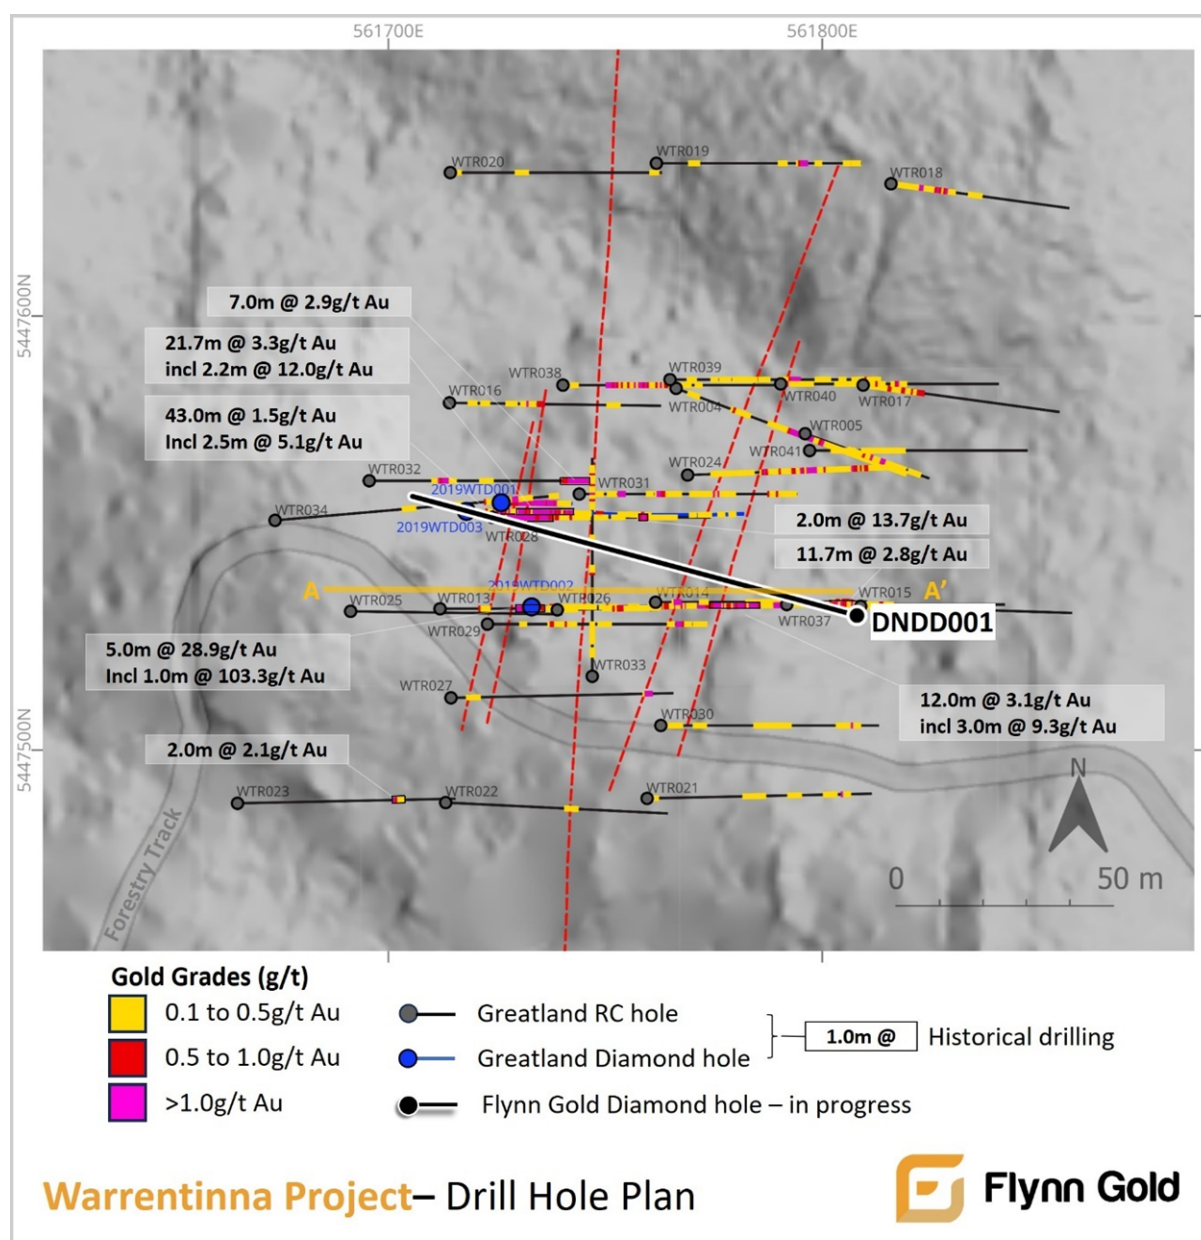 561700E
561800E
WTR020
WTR019
WTR018
5447600N
7.0m @ 2.9g/t Au
21.7m @ 3.3g/t Au
incl 2.2m @ 12.0g/t Au
43.0m @ 1.5g/t Au
Incl 2.5m @ 5.1g/t Au
WTR038
WTR039
WTR016
WTR004
WTR040
WTR017
WTR005
WTR041
WTR032
WTR024
2019WTD001
WTR031
WTR034
2019WTD003
WTR028
2.0m @ 13.7g/t Au
11.7m @ 2.8g/t Au
A
2019WTD002
A’
WTR025
WTR013
WTR026
WTR014
WTR037
WTR015
DNDD001
WTR029
5.0m @ 28.9g/t Au
Incl 1.0m @ 103.3g/t Au
WTR033
WTR027
WTR030
12.0m @ 3.1g/t Au
incl 3.0m @ 9.3g/t Au
5447500N
2.0m @ 2.1g/t Au
WTR023
WTR022
WTR021
N
Forestry Track
0 50 m
Gold Grades (g/t)
0.1 to 0.5g/t Au
0.5 to 1.0g/t Au
>1.0g/t Au
Greatland RC hole
Greatland Diamond hole
Flynn Gold Diamond hole – in progress
1.0m @
Historical drilling
Warrentinna Project– Drill Hole Plan
Flynn Gold